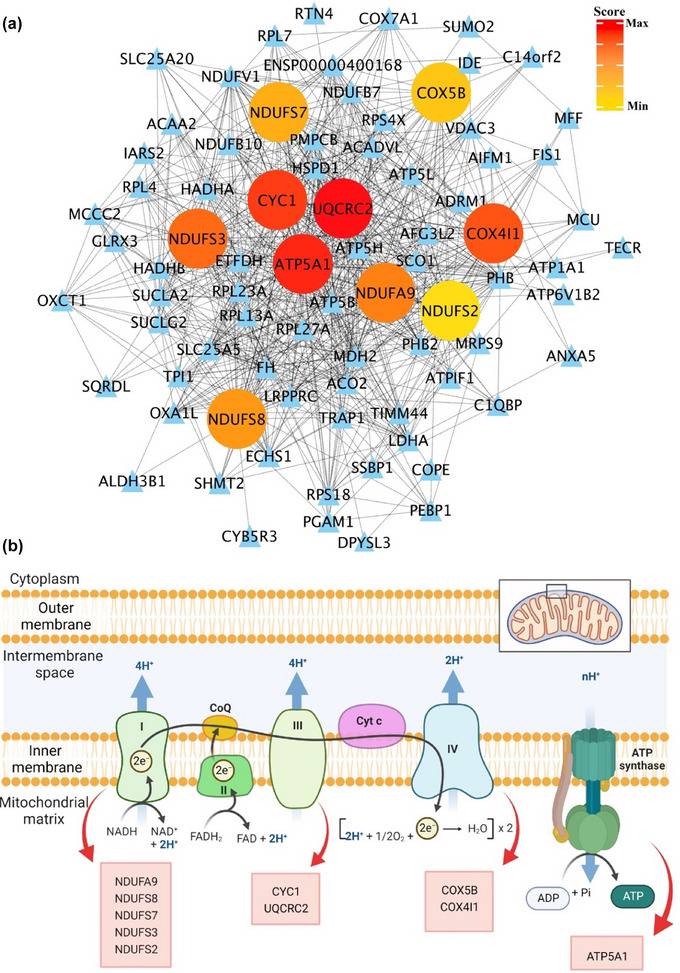 (a)
RTN4
COX7A1
Score
SUMO2
Max
RPL7
SLC25A20
ENSP00000400168
IDE
C14orf2
NDUFV1
NDUFB7
COX5B
Min
NDUFS7
ACAA2
RPS4X
VDAC3
MFF
IARS2
NDUFB10
PMPCB
ACADVL
AIFM1
FIS1
HSPD1
ATP5L
RPL4
HADHA
ADRM1
MCCC2
CYC1
UQCRC2
MCU
GLRX3
NDUFS3
AFG3L2
COX4I1
TECR
ATP5H
HADHB
ETFDH
ATP5A1
SCO1
ATP1A1
PHB
OXCT1
SUCLA2
RPL23A
NDUFA9
ATP6V1B2
ATP5B
SUCLG2
RPL13A
NDUFS2
RPL27A
SLC25A5
PHB2
MRPS9
MDH2
ANXA5
SQRDL
TPI1
FH
ACO2
ATPIF1
LRPPRC
OXA1L
NDUFS8
TRAP1
TIMM44
C1QBP
LDHA
ECHS1
SSBP1
COPE
ALDH3B1
SHMT2
RPS18
PEBP1
PGAM1
CYB5R3
DPYSL3
(b)
Cytoplasm
Outer
membrane
Intermembrane
space
4H⁺
4H⁺
2H⁺
nH⁺
CoQ
I
III
Cyt c
IV
ATP
synthase
Inner
membrane
2e⁻
2e⁻
II
Mitochondrial
matrix
NADH
NAD⁺
+ 2H⁺
FADH₂
FAD + 2H⁺
[2H⁺ + 1/2O₂ + 2e⁻ → H₂O] x 2
ADP
+ Pi
ATP
NDUFA9
NDUFS8
NDUFS7
NDUFS3
NDUFS2
CYC1
UQCRC2
COX5B
COX4I1
ATP5A1